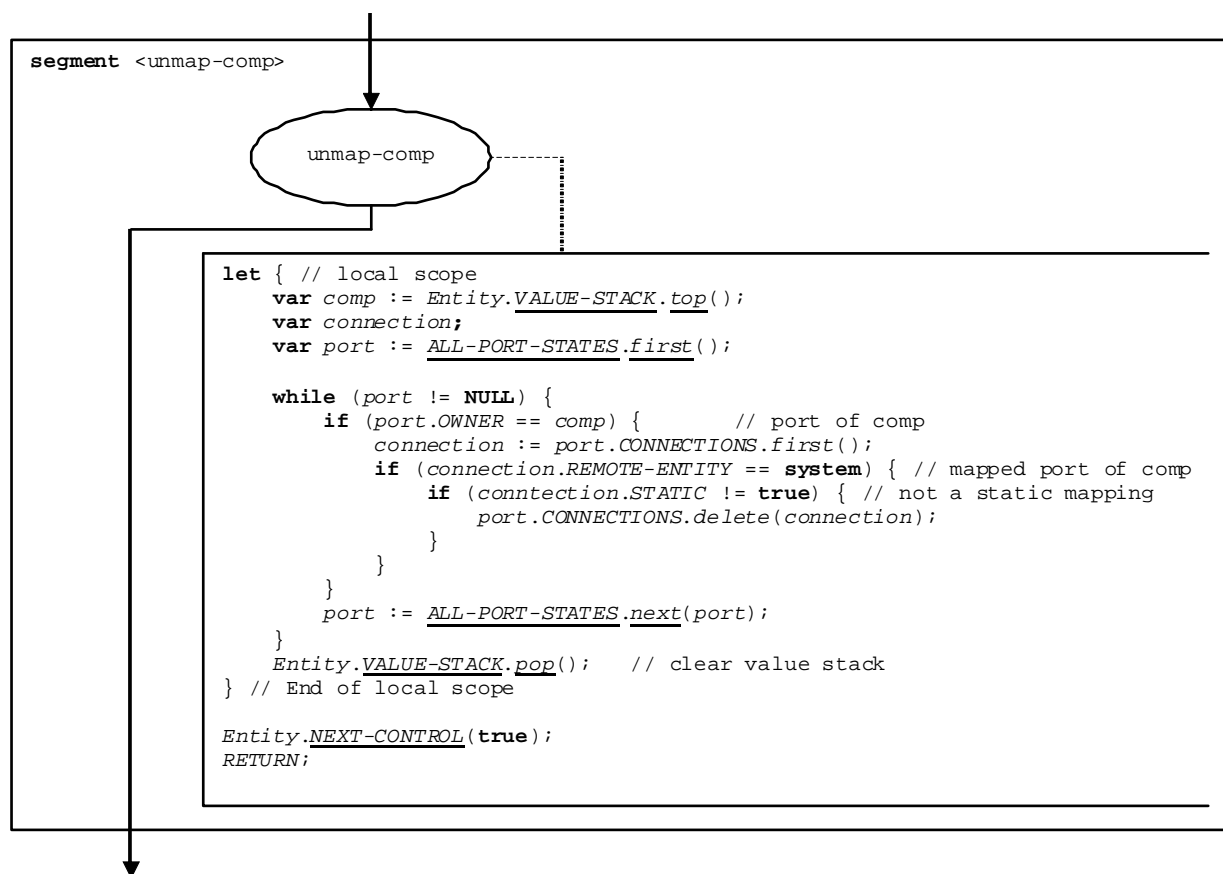 segment <unmap-comp>
unmap-comp
let { // local scope
var comp := Entity.VALUE-STACK.top();
var connection;
var port := ALL-PORT-STATES.first();
while (port != NULL) {
if (port.OWNER == comp) { // port of comp
connection := port.CONNECTIONS.first();
if (connection.REMOTE-ENTITY == system) { // mapped port of comp
if (conntection.STATIC != true) { // not a static mapping
port.CONNECTIONS.delete(connection);
}
}
}
port := ALL-PORT-STATES.next(port);
}
Entity.VALUE-STACK.pop(); // clear value stack
} // End of local scope
Entity.NEXT-CONTROL(true);
RETURN;